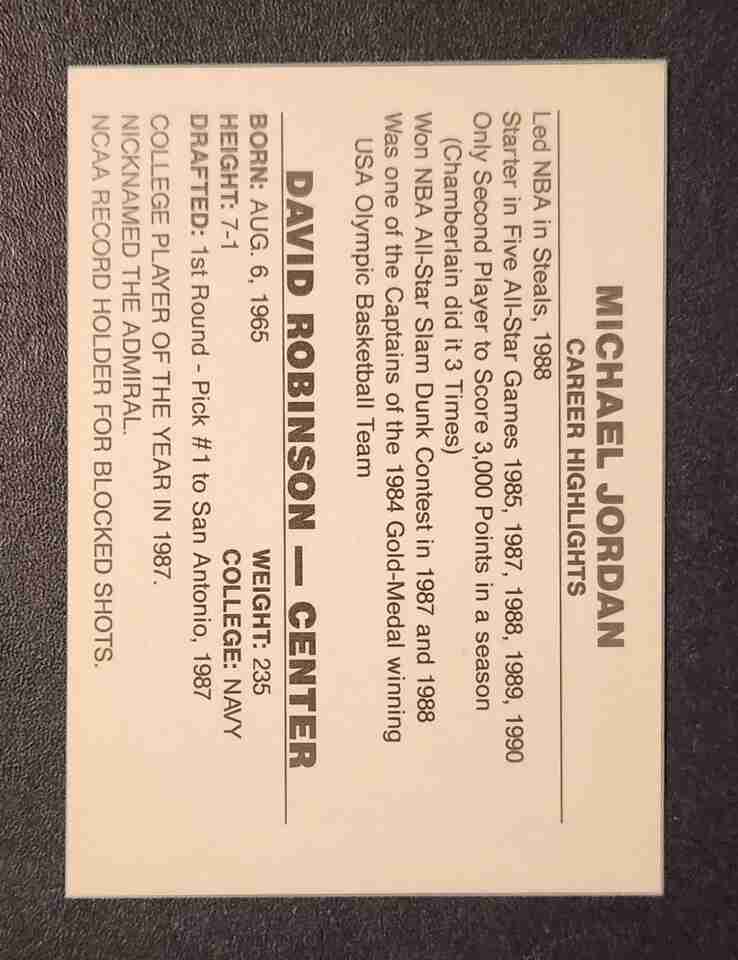 MICHAEL JORDAN
CAREER HIGHLIGHTS
Led NBA in Steals, 1988
Starter in Five All-Star Games 1985, 1987, 1988, 1989, 1990
Only Second Player to Score 3,000 Points in a season
(Chamberlain did it 3 Times)
Won NBA All-Star Slam Dunk Contest in 1987 and 1988
Was one of the Captains of the 1984 Gold-Medal winning
USA Olympic Basketball Team
DAVID ROBINSON — CENTER
BORN: AUG. 6, 1965 WEIGHT: 235
HEIGHT: 7-1 COLLEGE: NAVY
DRAFTED: 1st Round - Pick #1 to San Antonio, 1987
COLLEGE PLAYER OF THE YEAR IN 1987.
NICKNAMED THE ADMIRAL.
NCAA RECORD HOLDER FOR BLOCKED SHOTS.